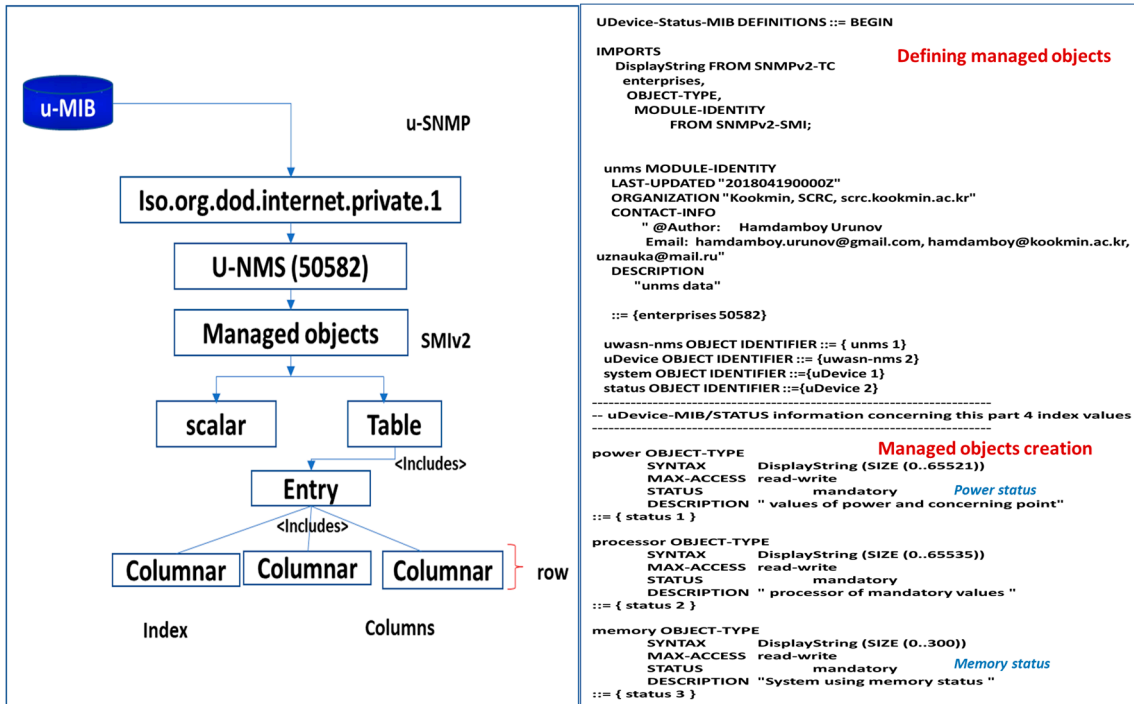 u-MIB
u-SNMP
Iso.org.dod.internet.private.1
U-NMS (50582)
Managed objects
SMIv2
scalar
Table
<Includes>
Entry
<Includes>
Columnar
Columnar
Columnar
row
Index
Columns
UDevice-Status-MIB DEFINITIONS ::= BEGIN
IMPORTS
Defining managed objects
DisplayString FROM SNMPv2-TC
enterprises,
OBJECT-TYPE,
MODULE-IDENTITY
FROM SNMPv2-SMI;
unms MODULE-IDENTITY
LAST-UPDATED "201804190000Z"
ORGANIZATION "Kookmin, SCRC, scrc.kookmin.ac.kr"
CONTACT-INFO
" @Author: Hamdamboy Urunov
Email: hamdamboy.urunov@gmail.com, hamdamboy@kookmin.ac.kr,
uznauka@mail.ru"
DESCRIPTION
"unms data"
::= {enterprises 50582}
uwasn-nms OBJECT IDENTIFIER ::= { unms 1}
uDevice OBJECT IDENTIFIER ::= {uwasn-nms 2}
system OBJECT IDENTIFIER ::={uDevice 1}
status OBJECT IDENTIFIER ::={uDevice 2}
--------------------------------------------------------------------------
-- uDevice-MIB/STATUS information concerning this part 4 index values
--------------------------------------------------------------------------
Managed objects creation
power OBJECT-TYPE
SYNTAX DisplayString (SIZE (0..65521))
MAX-ACCESS read-write
STATUS mandatory Power status
DESCRIPTION " values of power and concerning point"
::= { status 1 }
processor OBJECT-TYPE
SYNTAX DisplayString (SIZE (0..65535))
MAX-ACCESS read-write
STATUS mandatory
DESCRIPTION " processor of mandatory values "
::= { status 2 }
memory OBJECT-TYPE
SYNTAX DisplayString (SIZE (0..300))
MAX-ACCESS read-write
STATUS mandatory Memory status
DESCRIPTION "System using memory status "
::= { status 3 }